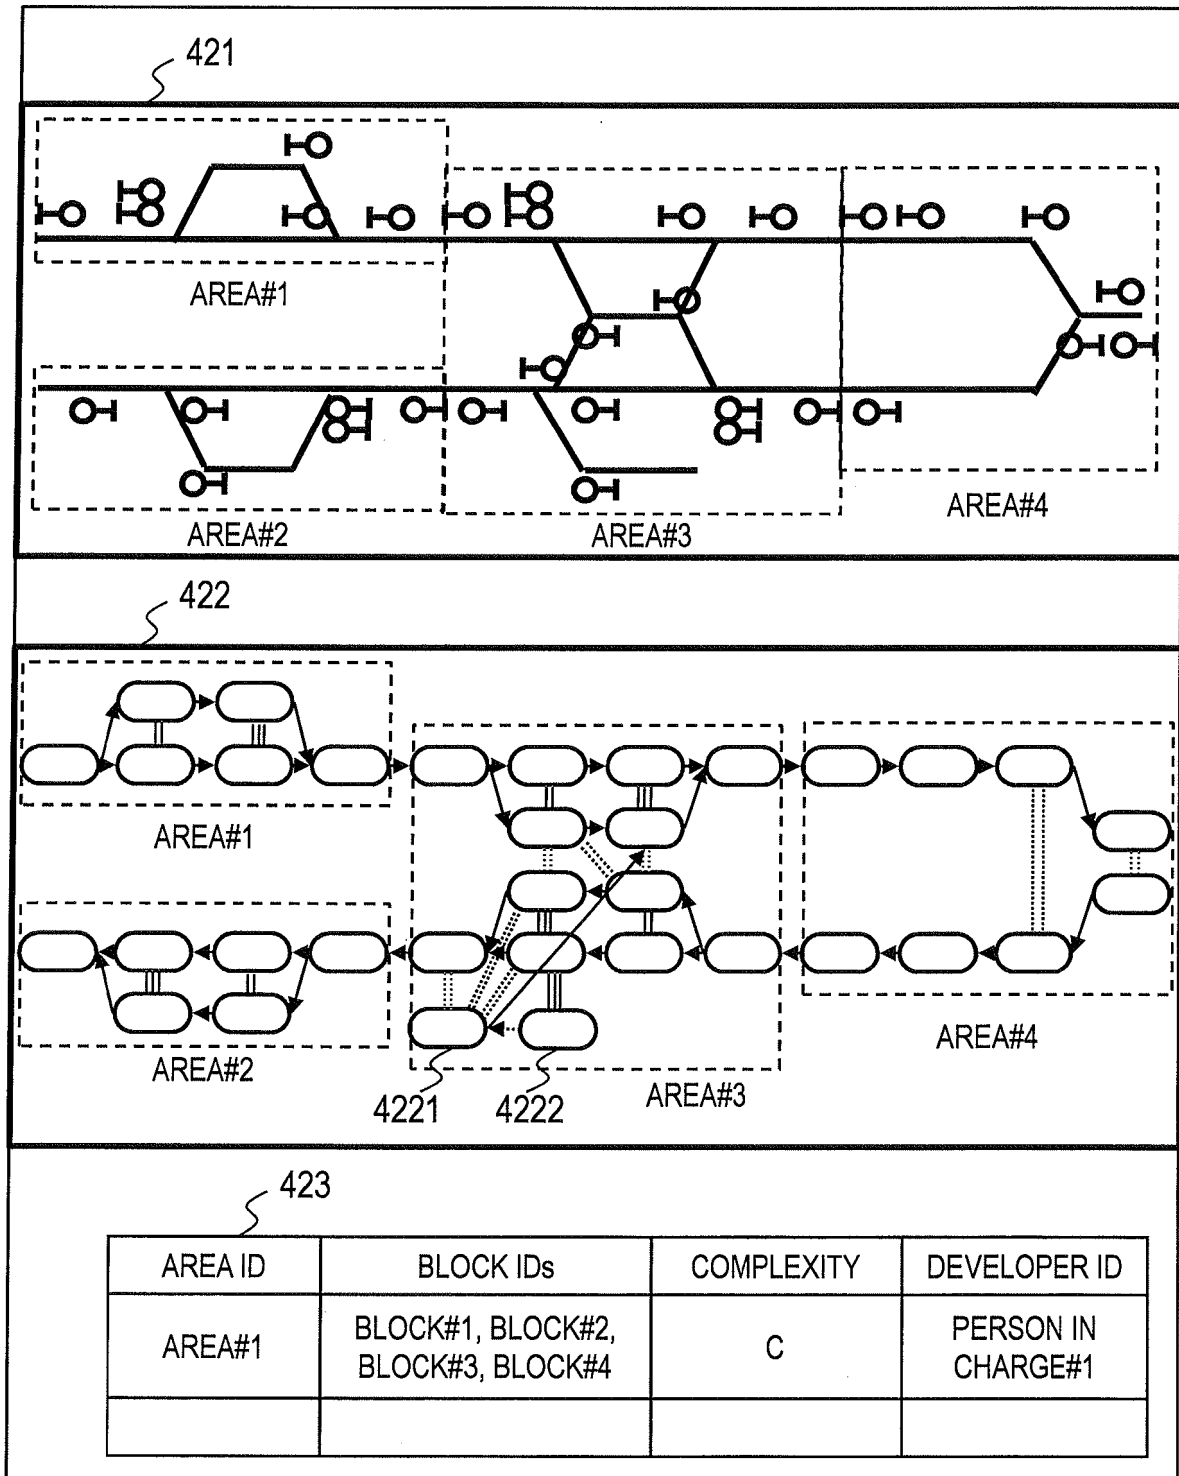 421
AREA#1
AREA#2
AREA#3
AREA#4
422
AREA#1
AREA#2
AREA#3
AREA#4
4221
4222
423
AREA ID
BLOCK IDs
COMPLEXITY
DEVELOPER ID
AREA#1
BLOCK#1, BLOCK#2,
BLOCK#3, BLOCK#4
C
PERSON IN
CHARGE#1